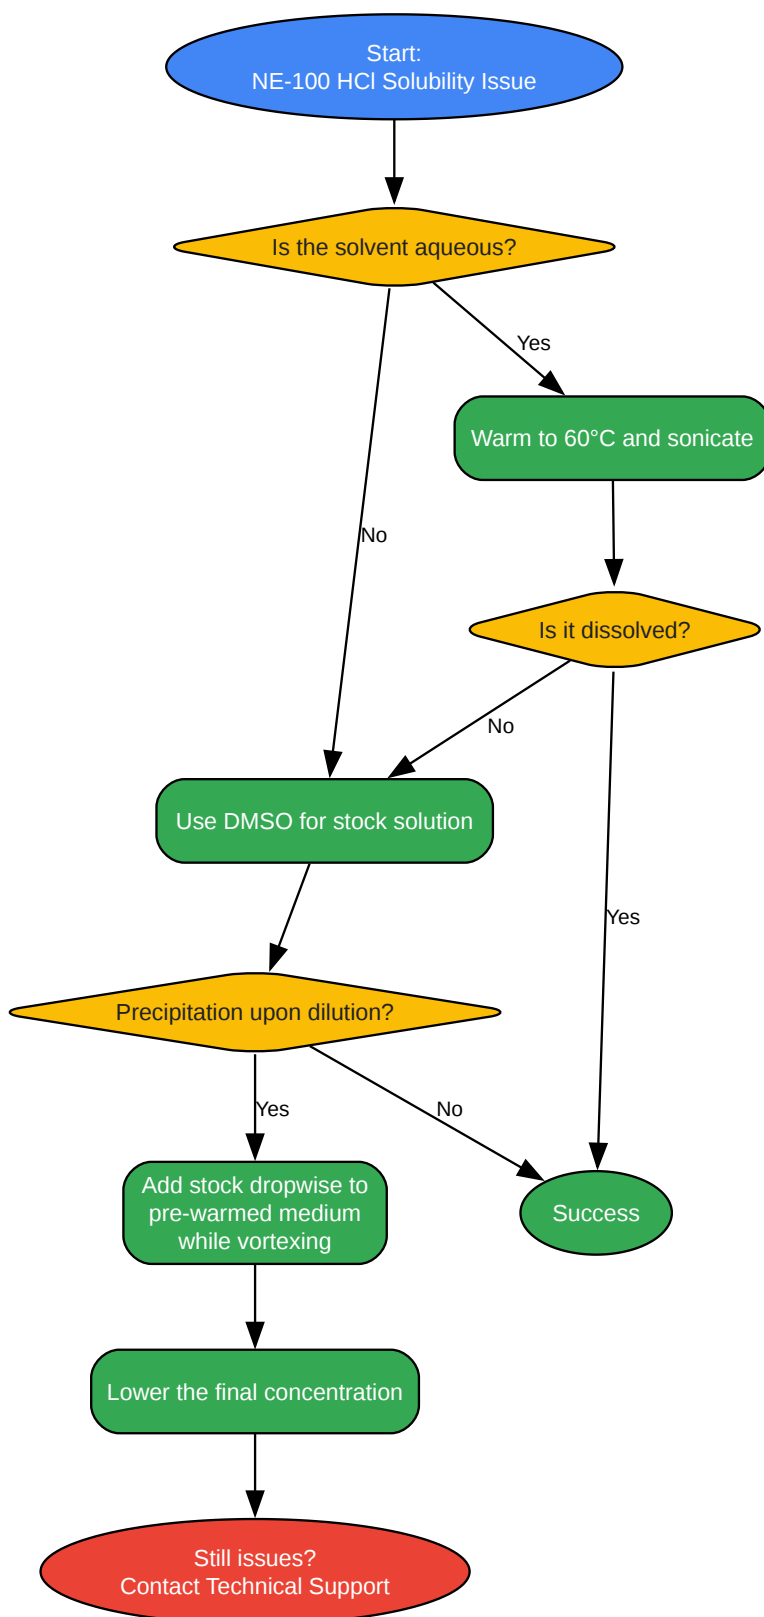 Start:
NE-100 HCl Solubility Issue
Is the solvent aqueous?
Yes
Warm to 60°C and sonicate
No
Is it dissolved?
No
Use DMSO for stock solution
Yes
Precipitation upon dilution?
Yes
No
Add stock dropwise to
pre-warmed medium
while vortexing
Success
Lower the final concentration
Still issues?
Contact Technical Support